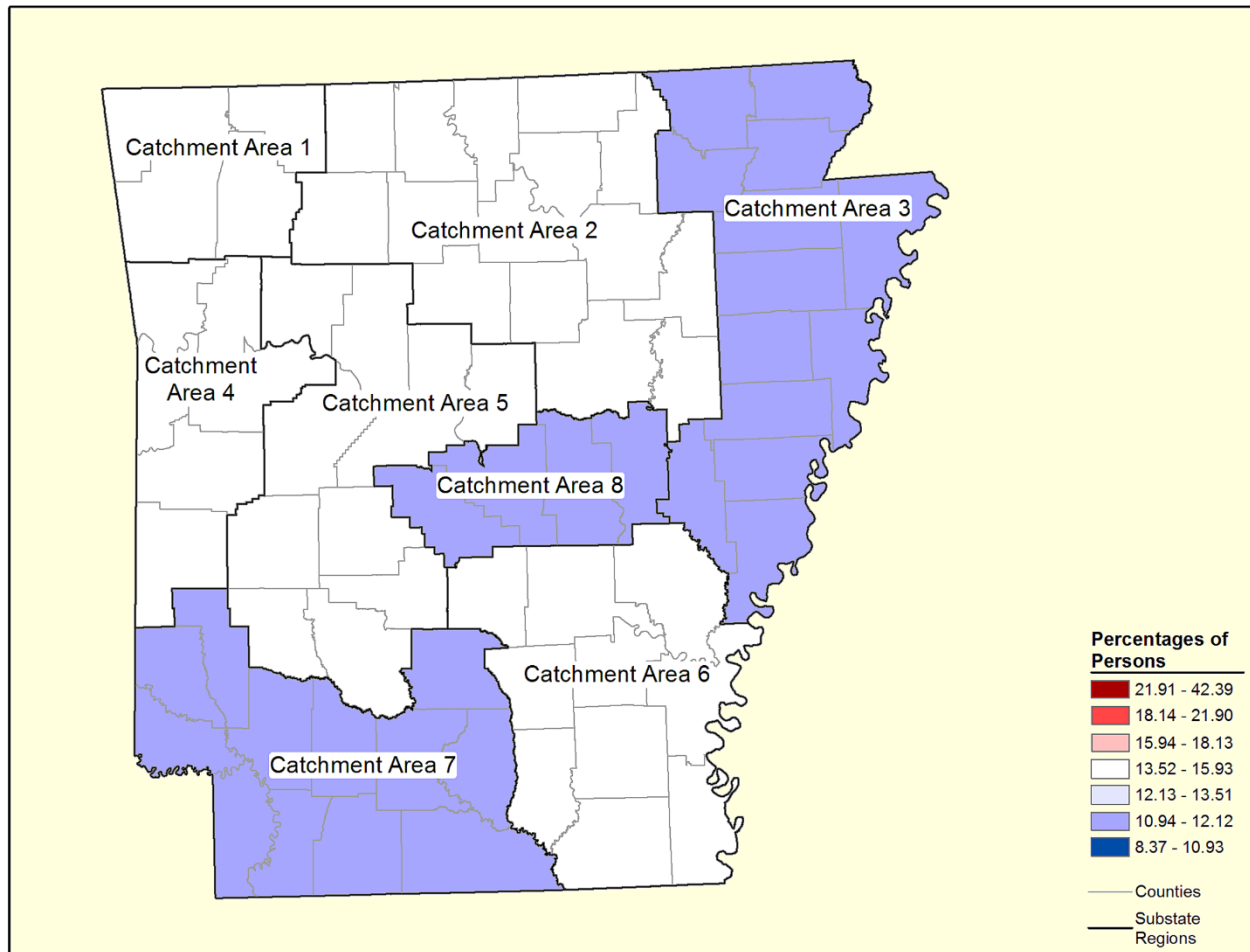 Catchment Area 1
Catchment Area 3
Catchment Area 2
Catchment
Area 4
Catchment Area 5
Catchment Area 8
Catchment Area 6
Catchment Area 7
Percentages of
Persons
21.91 - 42.39
18.14 - 21.90
15.94 - 18.13
13.52 - 15.93
12.13 - 13.51
10.94 - 12.12
8.37 - 10.93
Counties
Substate
Regions